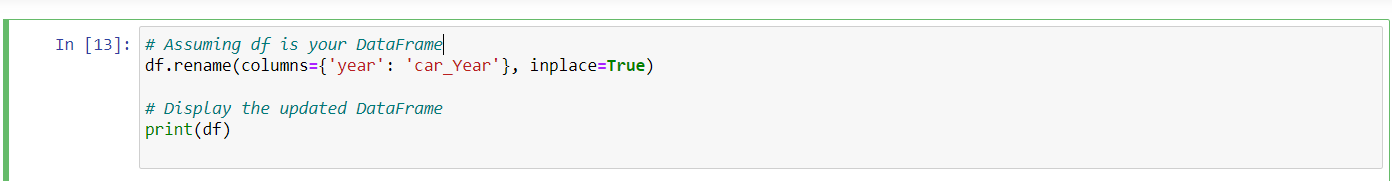 In [13]: # Assuming df is your DataFrame
df.rename(columns={'year': 'car_Year'}, inplace=True)
# Display the updated DataFrame
print(df)